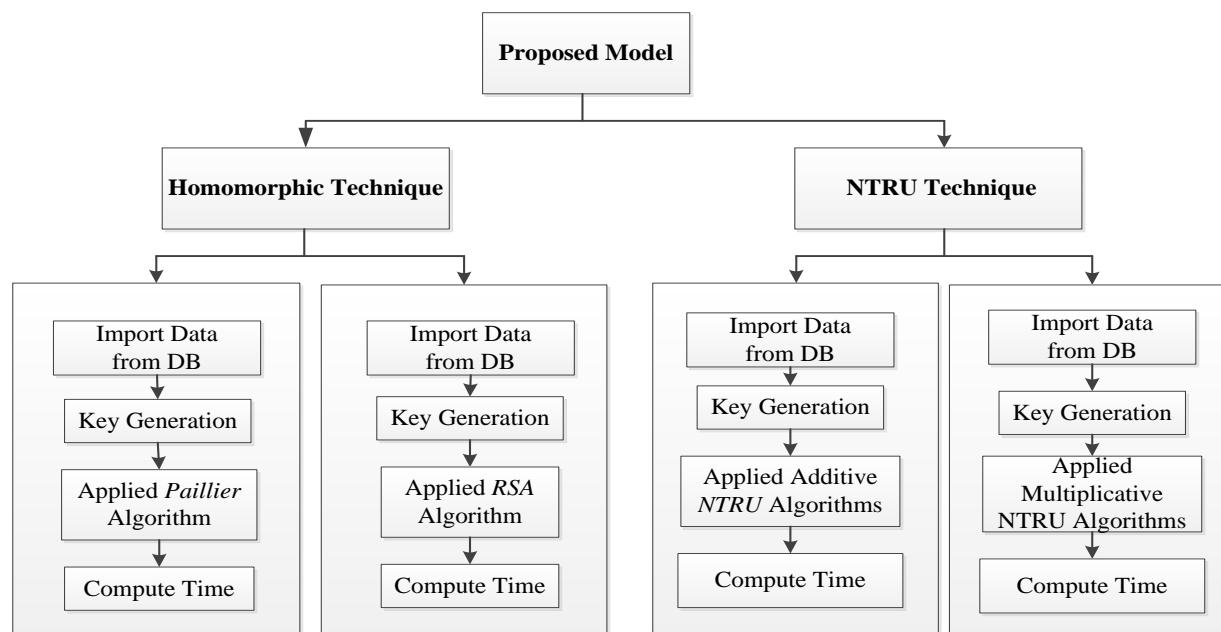 Proposed Model
Homomorphic Technique
NTRU Technique
Import Data
from DB
Key Generation
Applied Paillier
Algorithm
Compute Time
Import Data
from DB
Key Generation
Applied RSA
Algorithm
Compute Time
Import Data
from DB
Key Generation
Applied Additive
NTRU Algorithms
Compute Time
Import Data
from DB
Key Generation
Applied
Multiplicative
NTRU Algorithms
Compute Time